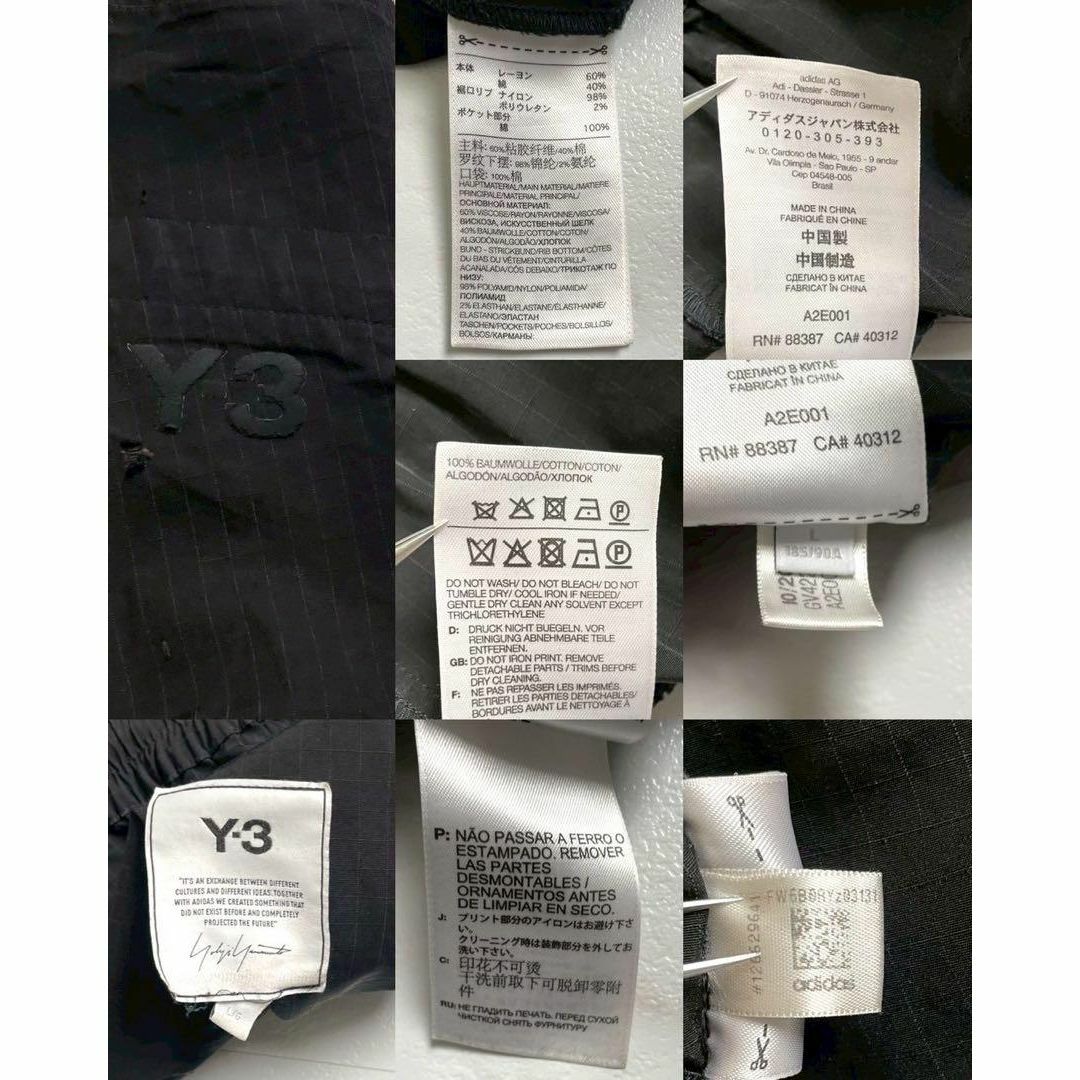 Y-3
本体 レーヨン 60%
綿 40%
裾口リブ ナイロン 98%
ポリウレタン 2%
ポケット部分
綿 100%
主料: 60%粘胶纤维/40%棉
罗纹下摆: 98%锦纶/2%氨纶
口袋: 100%棉
HAUPTMATERIAL/MAIN MATERIAL/MATIERE
PRINCIPALE/MATERIAL PRINCIPAL/
ОСНОВНОЙ МАТЕРИАЛ:
60% VISCOSE/RAYON/RAYONNE/VISCOSA/
ВИСКОЗА, ИСКУССТВЕННЫЙ ШЕЛК
40% BAUMWOLLE/COTTON/COTON/
ALGODÓN/ALGODÃO/ХЛОПОК
BUND - STRICKBUND/RIB BOTTOM/CÔTES
DU BAS DU VÊTEMENT/CINTURILLA
ACANALADA/CÓS DEBAIXO/ТРИКОТАЖ ПО
НИЗУ:
98% POLYAMID/NYLON/POLIAMIDA/
ПОЛИАМИД
2% ELASTHAN/ELASTANE/ÉLASTHANNE/
ELASTANO/ЭЛАСТАН
TASCHEN/POCKETS/POCHES/BOLSILLOS/
BOLSOS/КАРМАНЫ:
adidas AG
Adi - Dassler - Strasse 1
D - 91074 Herzogenaurach / Germany
アディダスジャパン株式会社
0120-305-393
Av. Dr. Cardoso de Melo, 1955 - 9 andar
Vila Olimpia - Sao Paulo - SP
Cep 04548-005
Brasil
MADE IN CHINA
FABRIQUÉ EN CHINE
中国製
中国制造
СДЕЛАНО В КИТАЕ
FABRICAT ÎN CHINA
A2E001
RN# 88387 CA# 40312
100% BAUMWOLLE/COTTON/COTON/
ALGODÓN/ALGODÃO/ХЛОПОК
DO NOT WASH/ DO NOT BLEACH/ DO NOT
TUMBLE DRY/ COOL IRON IF NEEDED/
GENTLE DRY CLEAN ANY SOLVENT EXCEPT
TRICHLORETHYLENE
D: DRUCK NICHT BUEGELN. VOR
REINIGUNG ABNEHMBARE TEILE
ENTFERNEN.
GB: DO NOT IRON PRINT. REMOVE
DETACHABLE PARTS / TRIMS BEFORE
DRY CLEANING.
F: NE PAS REPASSER LES IMPRIMÉS.
RETIRER LES PARTIES DÉTACHABLES/
BORDURES AVANT LE NETTOYAGE À
СДЕЛАНО В КИТАЕ
FABRICAT ÎN CHINA
A2E001
RN# 88387 CA# 40312
L
185/90A
10/2
GV42
A2E0
Y-3
"IT'S AN EXCHANGE BETWEEN DIFFERENT
CULTURES AND DIFFERENT IDEAS. TOGETHER
WITH ADIDAS WE CREATED SOMETHING THAT
DID NOT EXIST BEFORE AND COMPLETELY
PROJECTED THE FUTURE"
Yohji Yamamoto
P: NÃO PASSAR A FERRO O
ESTAMPADO. REMOVER
LAS PARTES
DESMONTABLES /
ORNAMENTOS ANTES
DE LIMPIAR EN SECO.
J: プリント部分のアイロンはお避け下さ
い。
クリーニング時は装飾部分を外してお
洗い下さい。
C: 印花不可烫
干洗前取下可脱卸零附
件
RU: НЕ ГЛАДИТЬ ПЕЧАТЬ. ПЕРЕД СУХОЙ
ЧИСТКОЙ СНЯТЬ ФУРНИТУРУ
adidas